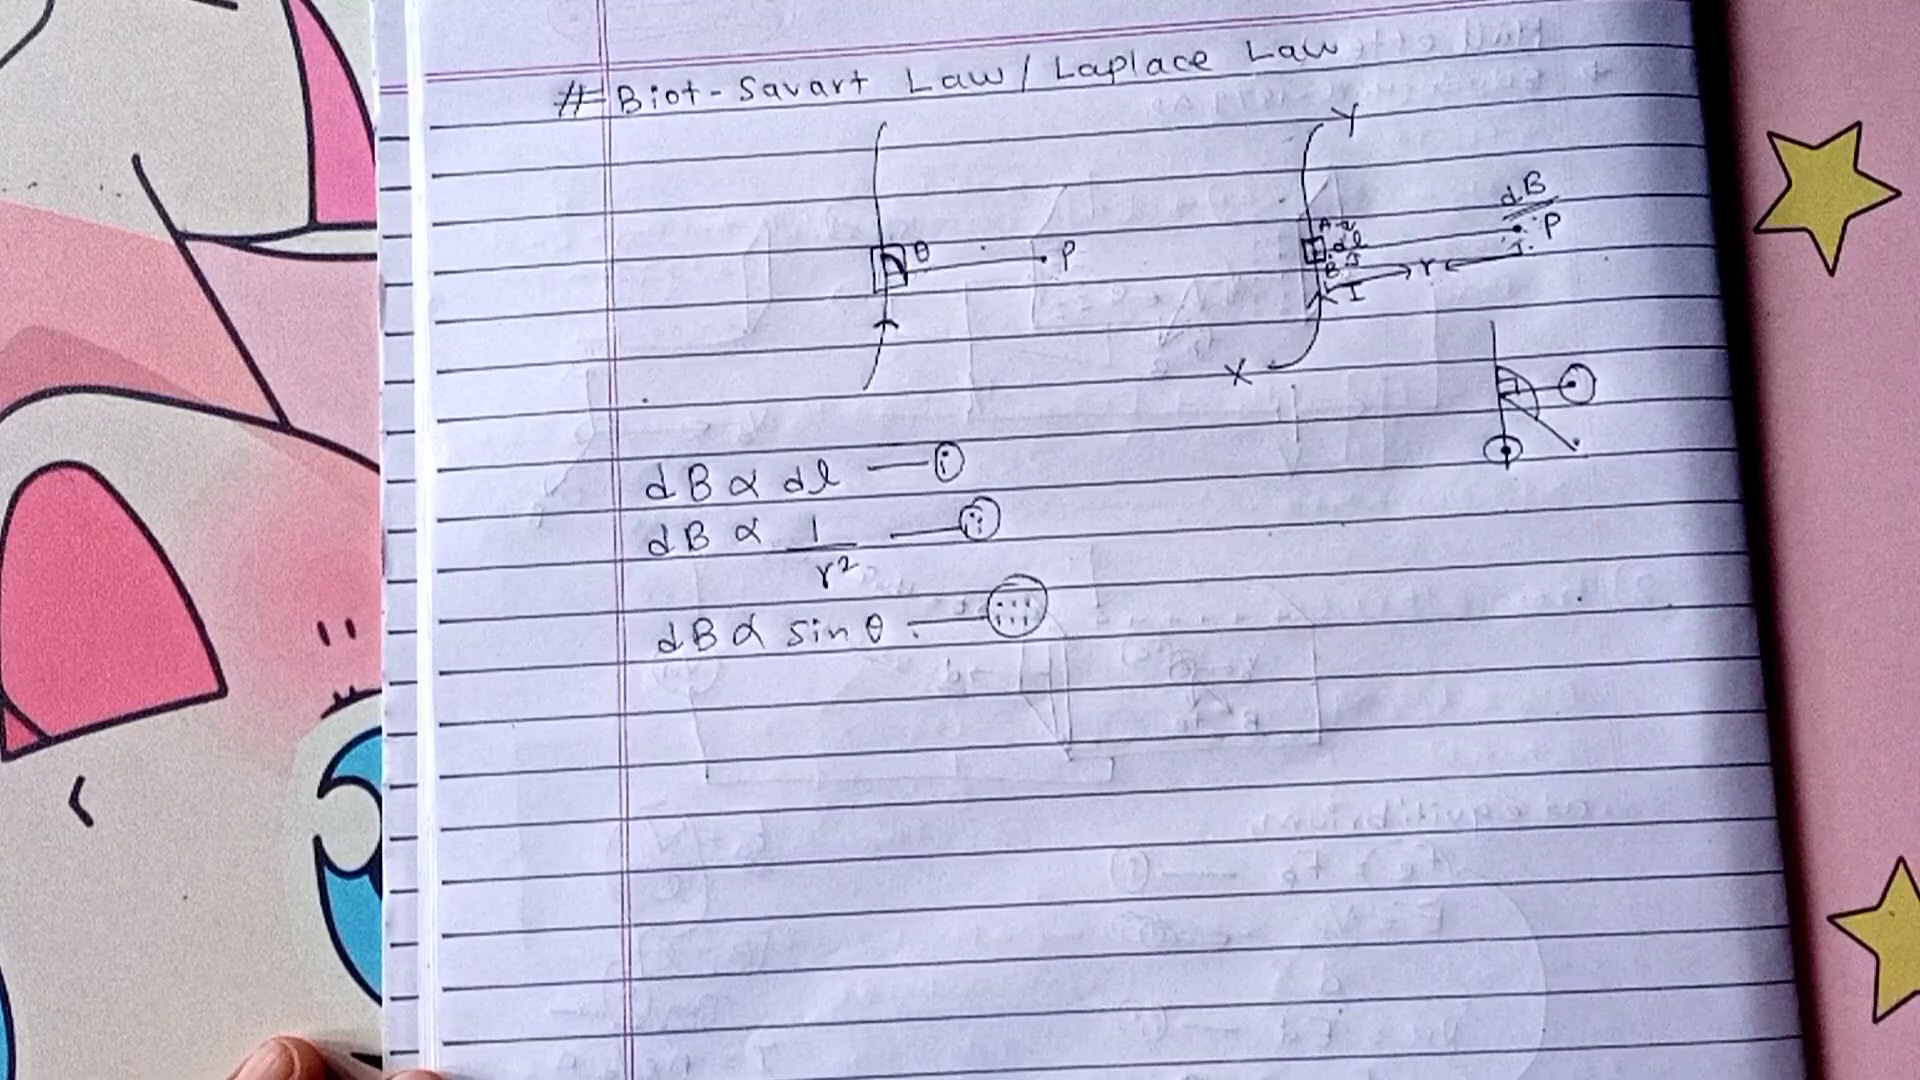 # Biot-Savart Law / Laplace Law
Y
dB
θ
P
A
dl
P
B
r
I
X
dB ∝ dl — (i)
dB ∝ 1/r² — (ii)
dB ∝ sin θ — (iii)